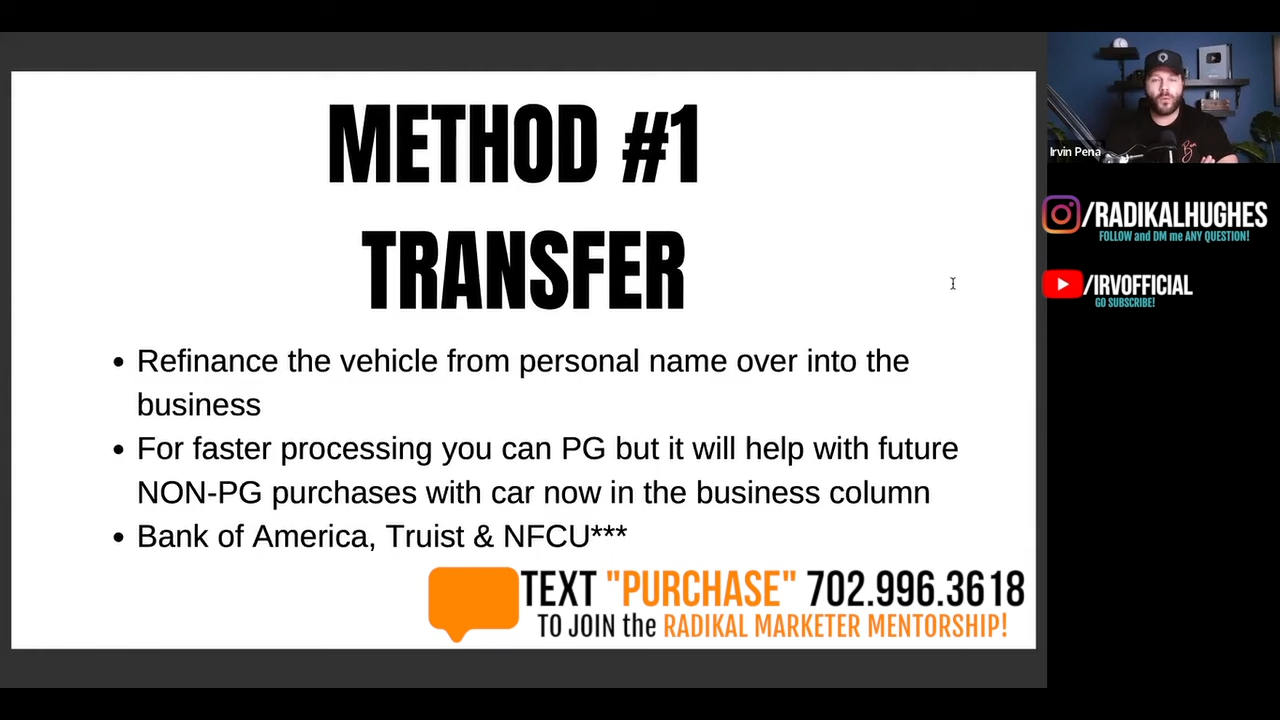 METHOD #1
TRANSFER
• Refinance the vehicle from personal name over into the
business
• For faster processing you can PG but it will help with future
NON-PG purchases with car now in the business column
• Bank of America, Truist & NFCU***
TEXT "PURCHASE" 702.996.3618
TO JOIN the RADIKAL MARKETER MENTORSHIP!
Irvin Pena
/RADIKALHUGHES
FOLLOW and DM me ANY QUESTION!
/IRVOFFICIAL
GO SUBSCRIBE!